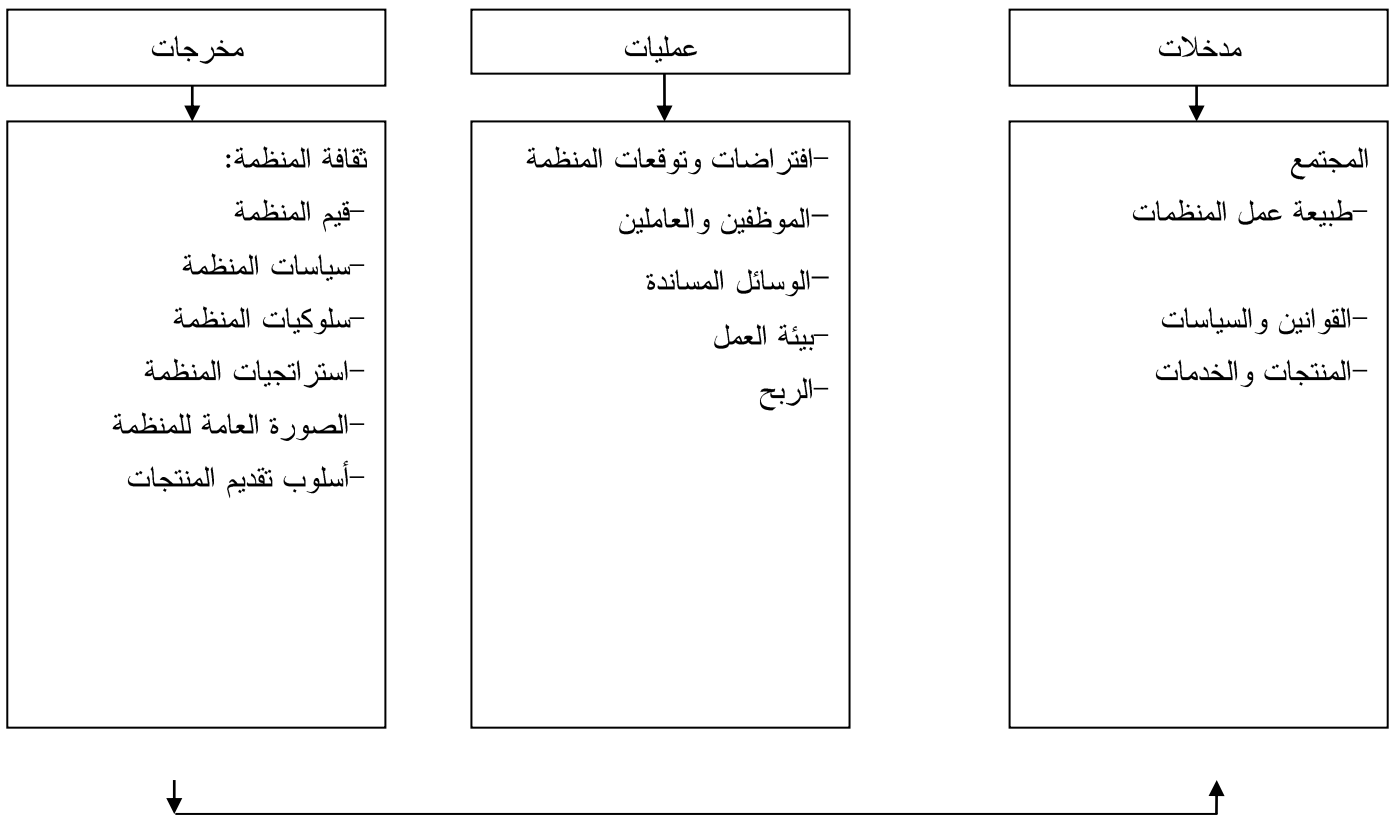 مدخلات
المجتمع
-طبيعة عمل المنظمات
-القوانين والسياسات
-المنتجات والخدمات
عمليات
-افتراضات وتوقعات المنظمة
-الموظفين والعاملين
-الوسائل المساندة
-بيئة العمل
-الربح
مخرجات
ثقافة المنظمة:
-قيم المنظمة
-سياسات المنظمة
-سلوكيات المنظمة
-استراتجيات المنظمة
-الصورة العامة للمنظمة
-أسلوب تقديم المنتجات